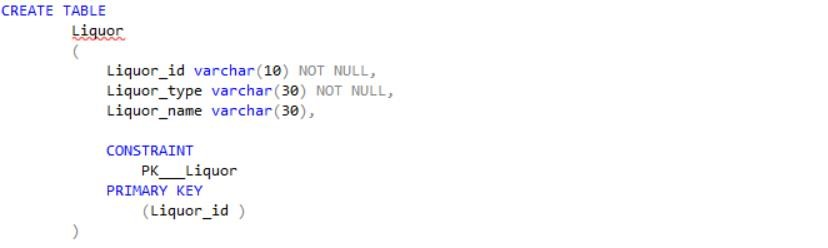 CREATE TABLE
Liquor
(
Liquor_id varchar(10) NOT NULL,
Liquor_type varchar(30) NOT NULL,
Liquor_name varchar(30),
CONSTRAINT
PK___Liquor
PRIMARY KEY
(Liquor_id )
)